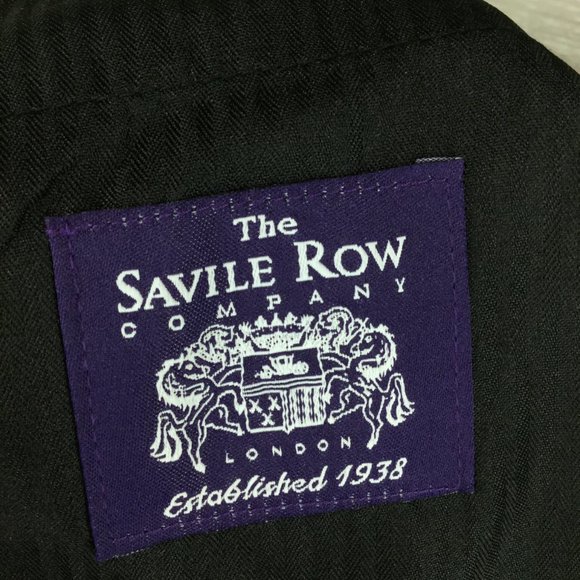 The
SAVILE ROW
COMPANY
LONDON
Established 1938